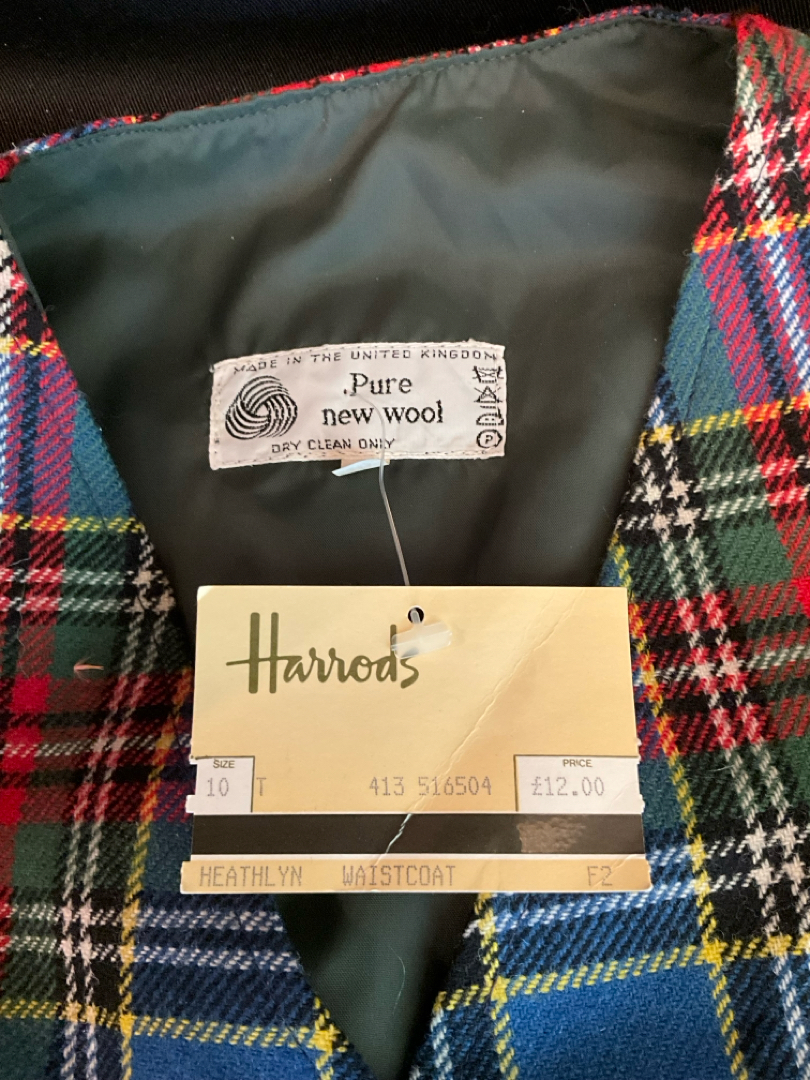 MADE IN THE UNITED KINGDOM
Pure
new wool
DRY CLEAN ONLY
P
Harrods
SIZE
PRICE
10 T 413 516504 £12.00
HEATHLYN WAISTCOAT F2